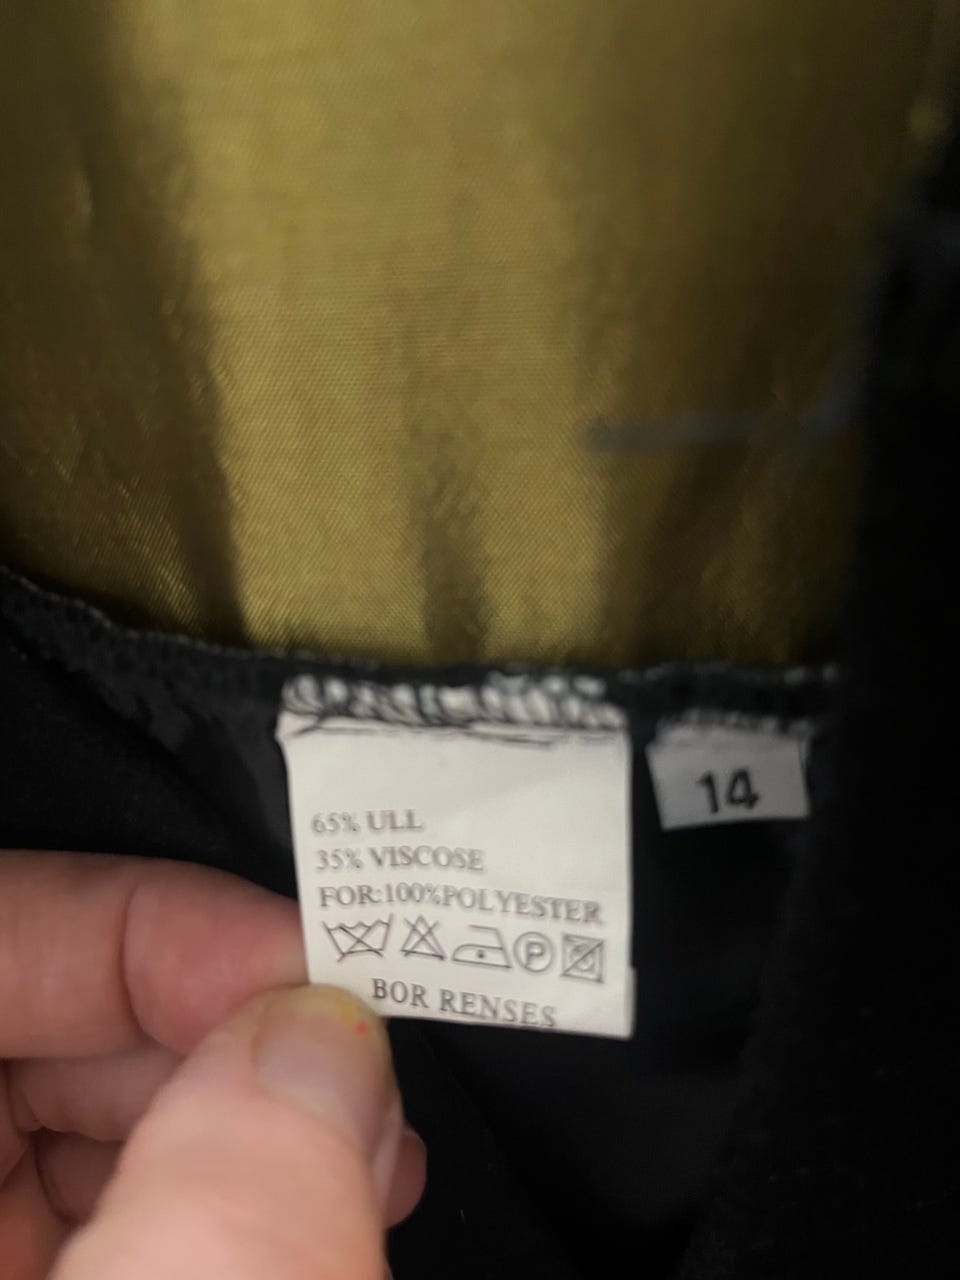 65% ULL
35% VISCOSE
FOR:100%POLYESTER
P
BOR RENSES
14